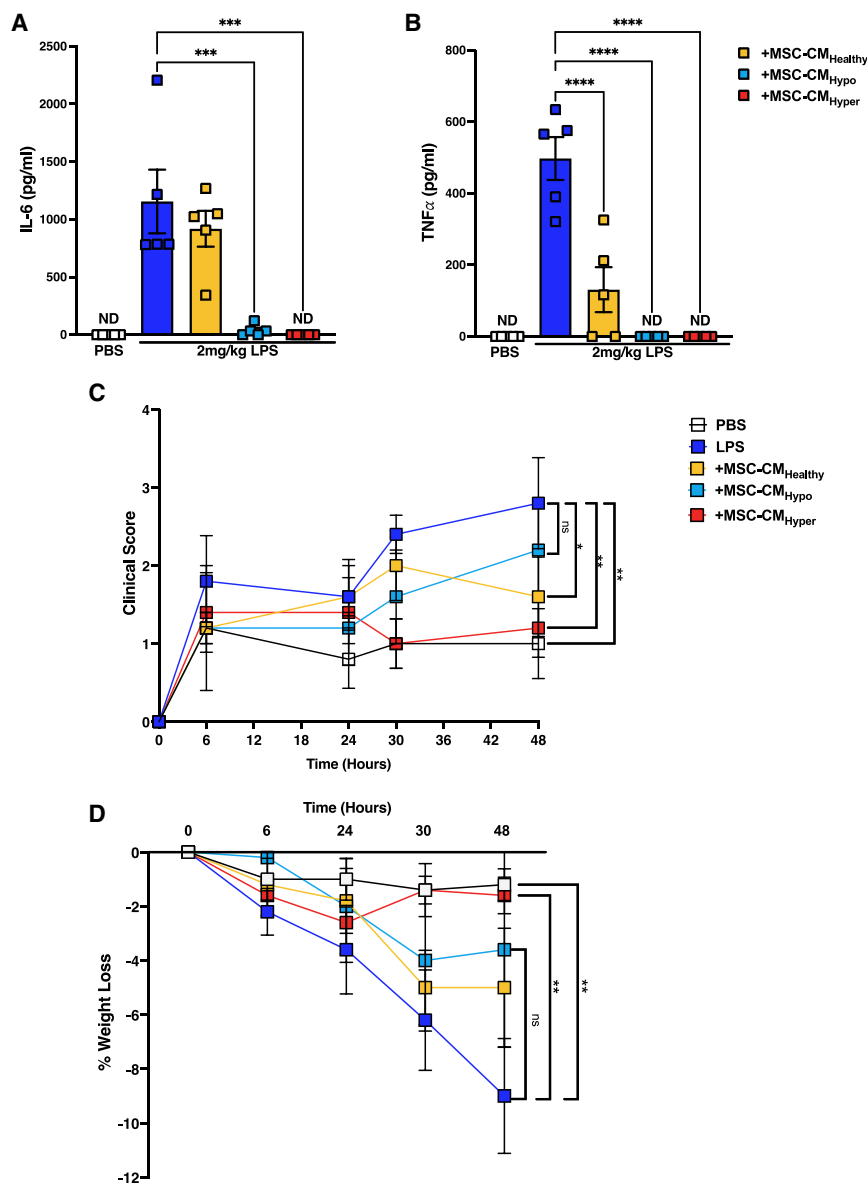 A
IL-6 (pg/ml)
2500
2000
1500
1000
500
0
***
***
ND
ND
PBS
2mg/kg LPS
B
TNFα (pg/ml)
800
600
400
200
0
****
****
****
ND
ND
ND
PBS
2mg/kg LPS
+MSC-CMHealthy
+MSC-CMHypo
+MSC-CMHyper
C
Clinical Score
4
3
2
1
0
0 6 12 18 24 30 36 42 48
Time (Hours)
ns
*
**
**
PBS
LPS
+MSC-CMHealthy
+MSC-CMHypo
+MSC-CMHyper
D
Time (Hours)
0 6 24 30 48
% Weight Loss
0
-2
-4
-6
-8
-10
-12
ns
**
**